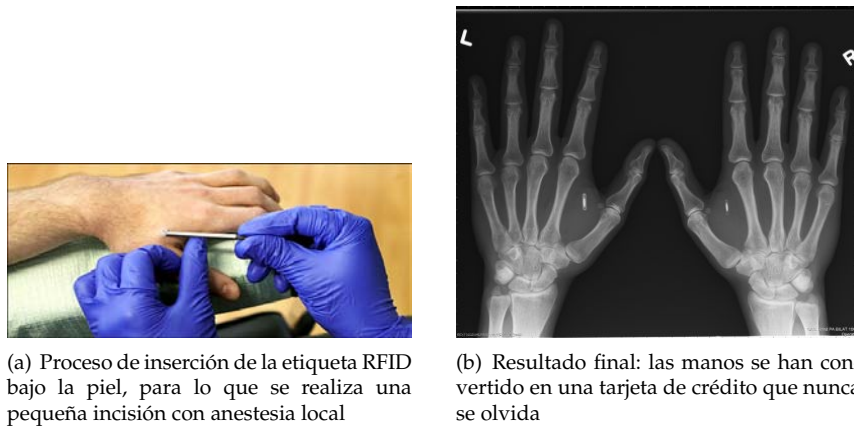 L
R
(a) Proceso de inserción de la etiqueta RFID
bajo la piel, para lo que se realiza una
pequeña incisión con anestesia local
(b) Resultado final: las manos se han con
vertido en una tarjeta de crédito que nunca
se olvida